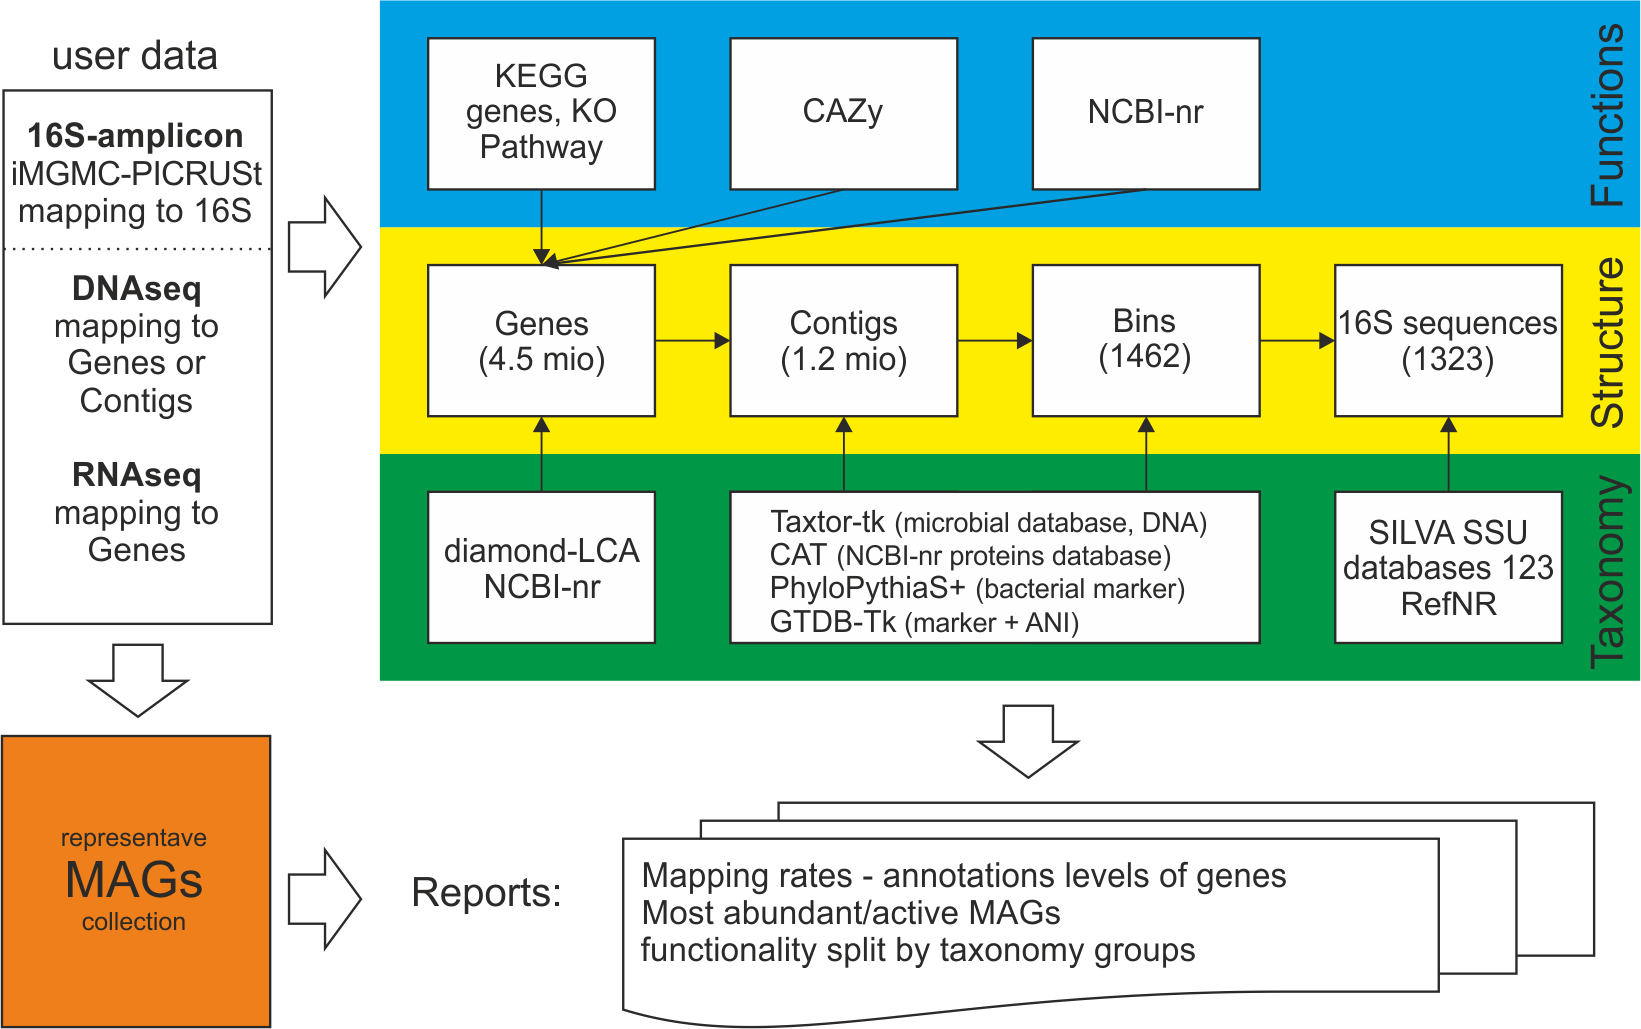 user data
16S-amplicon
iMGMC-PICRUSt
mapping to 16S
DNAseq
mapping to
Genes or
Contigs
RNAseq
mapping to
Genes
representave
MAGs
collection
Functions
KEGG
genes, KO
Pathway
CAZy
NCBI-nr
Structure
Genes
(4.5 mio)
Contigs
(1.2 mio)
Bins
(1462)
16S sequences
(1323)
Taxonomy
diamond-LCA
NCBI-nr
Taxtor-tk (microbial database, DNA)
CAT (NCBI-nr proteins database)
PhyloPythiaS+ (bacterial marker)
GTDB-Tk (marker + ANI)
SILVA SSU
databases 123
RefNR
Reports:
Mapping rates - annotations levels of genes
Most abundant/active MAGs
functionality split by taxonomy groups